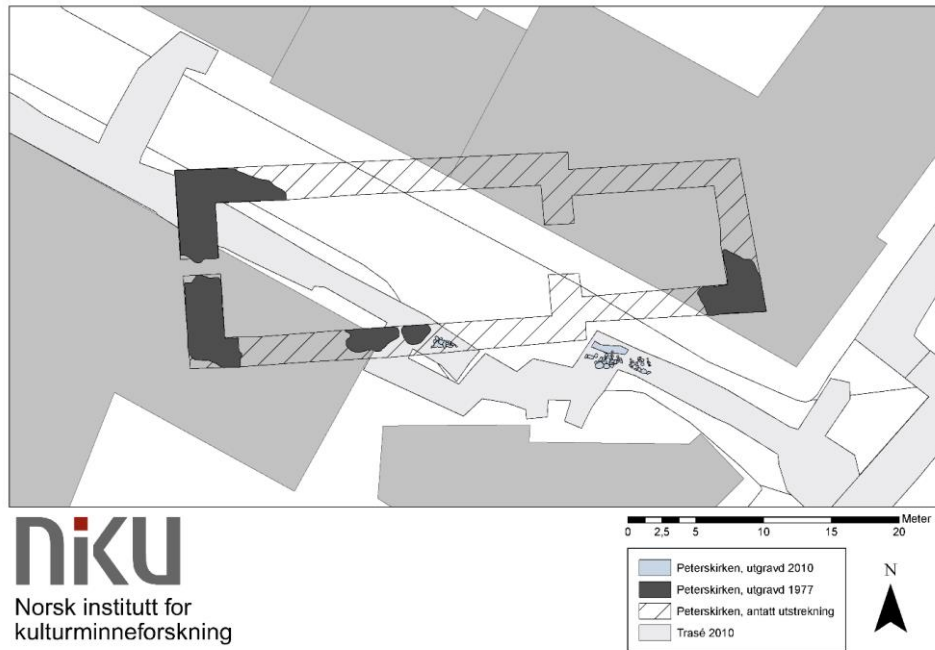 niku
Norsk institutt for
kulturminneforskning
Meter
0 2,5 5 10 15 20
Peterskirken, utgravd 2010
Peterskirken, utgravd 1977
Peterskirken, antatt utstrekning
Trasé 2010
N